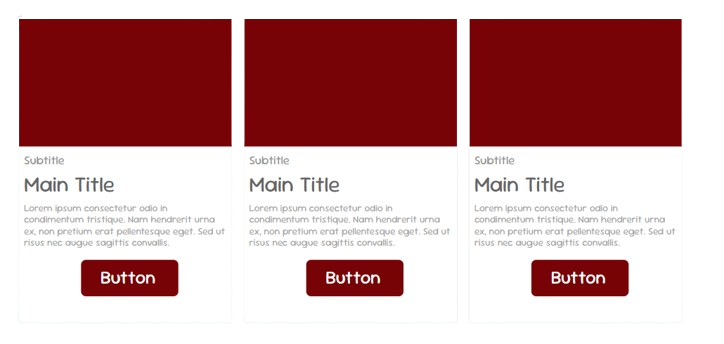 Subtitle
Main Title
Lorem ipsum consectetur odio in
condimentum tristique. Nam hendrerit urna
ex, non pretium erat pellentesque eget. Sed ut
risus nec augue sagittis convallis.
Button
Subtitle
Main Title
Lorem ipsum consectetur odio in
condimentum tristique. Nam hendrerit urna
ex, non pretium erat pellentesque eget. Sed ut
risus nec augue sagittis convallis.
Button
Subtitle
Main Title
Lorem ipsum consectetur odio in
condimentum tristique. Nam hendrerit urna
ex, non pretium erat pellentesque eget. Sed ut
risus nec augue sagittis convallis.
Button